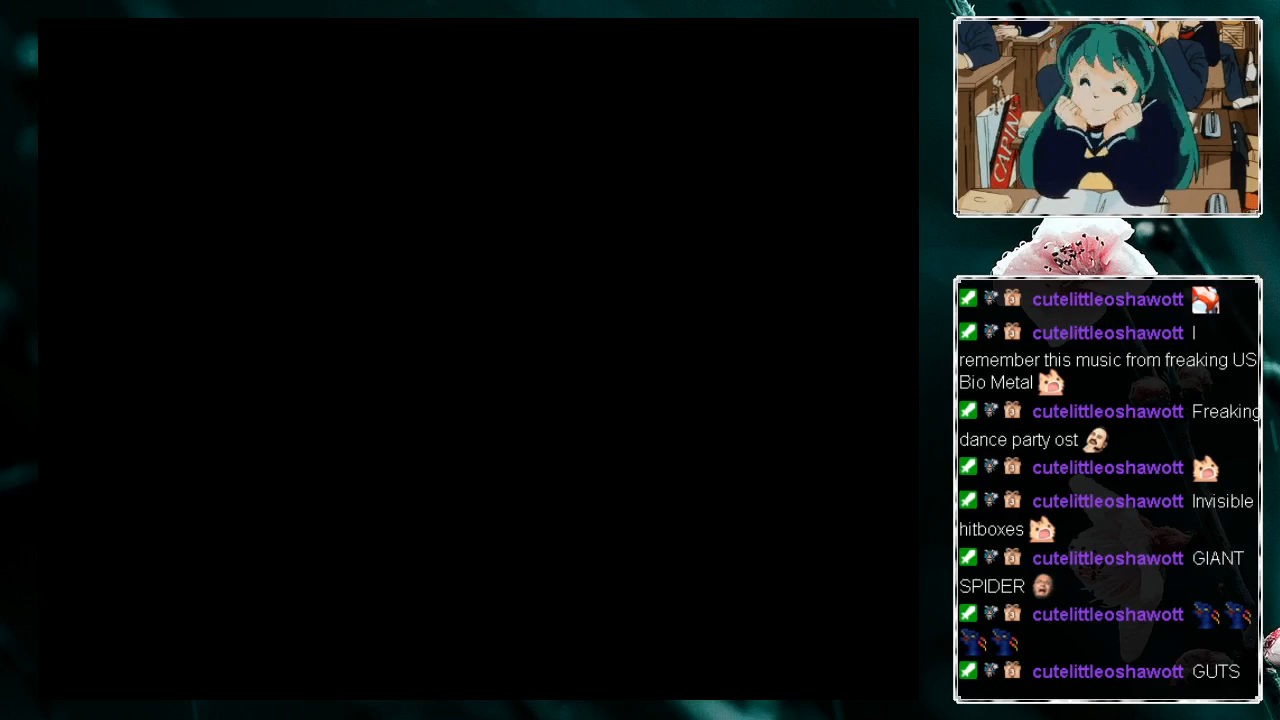 CAPIN
cutelittleoshawott
cutelittleoshawott I
remember this music from freaking US
Bio Metal
cutelittleoshawott Freaking
dance party ost
cutelittleoshawott
cutelittleoshawott Invisible
hitboxes
cutelittleoshawott GIANT
SPIDER
cutelittleoshawott
cutelittleoshawott GUTS